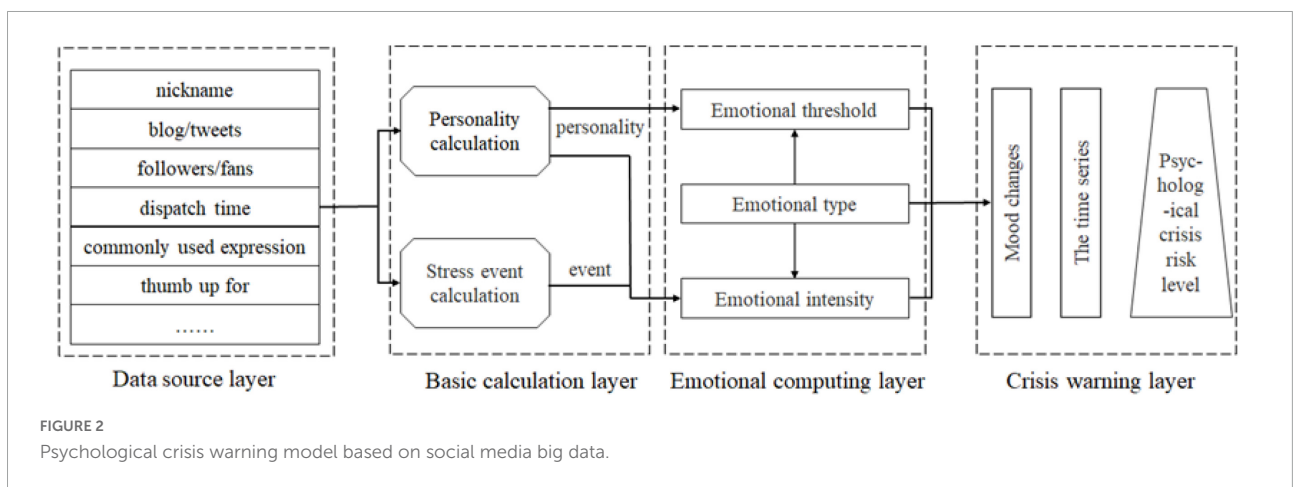 nickname
blog/tweets
followers/fans
dispatch time
commonly used expression
thumb up for
......
Data source layer
Personality
calculation
personality
Stress event
calculation
event
Basic calculation layer
Emotional threshold
Emotional type
Emotional intensity
Emotional computing layer
Mood changes
The time series
Psyc-
holog
-ical
crisis
risk
level
Crisis warning layer
FIGURE 2
Psychological crisis warning model based on social media big data.